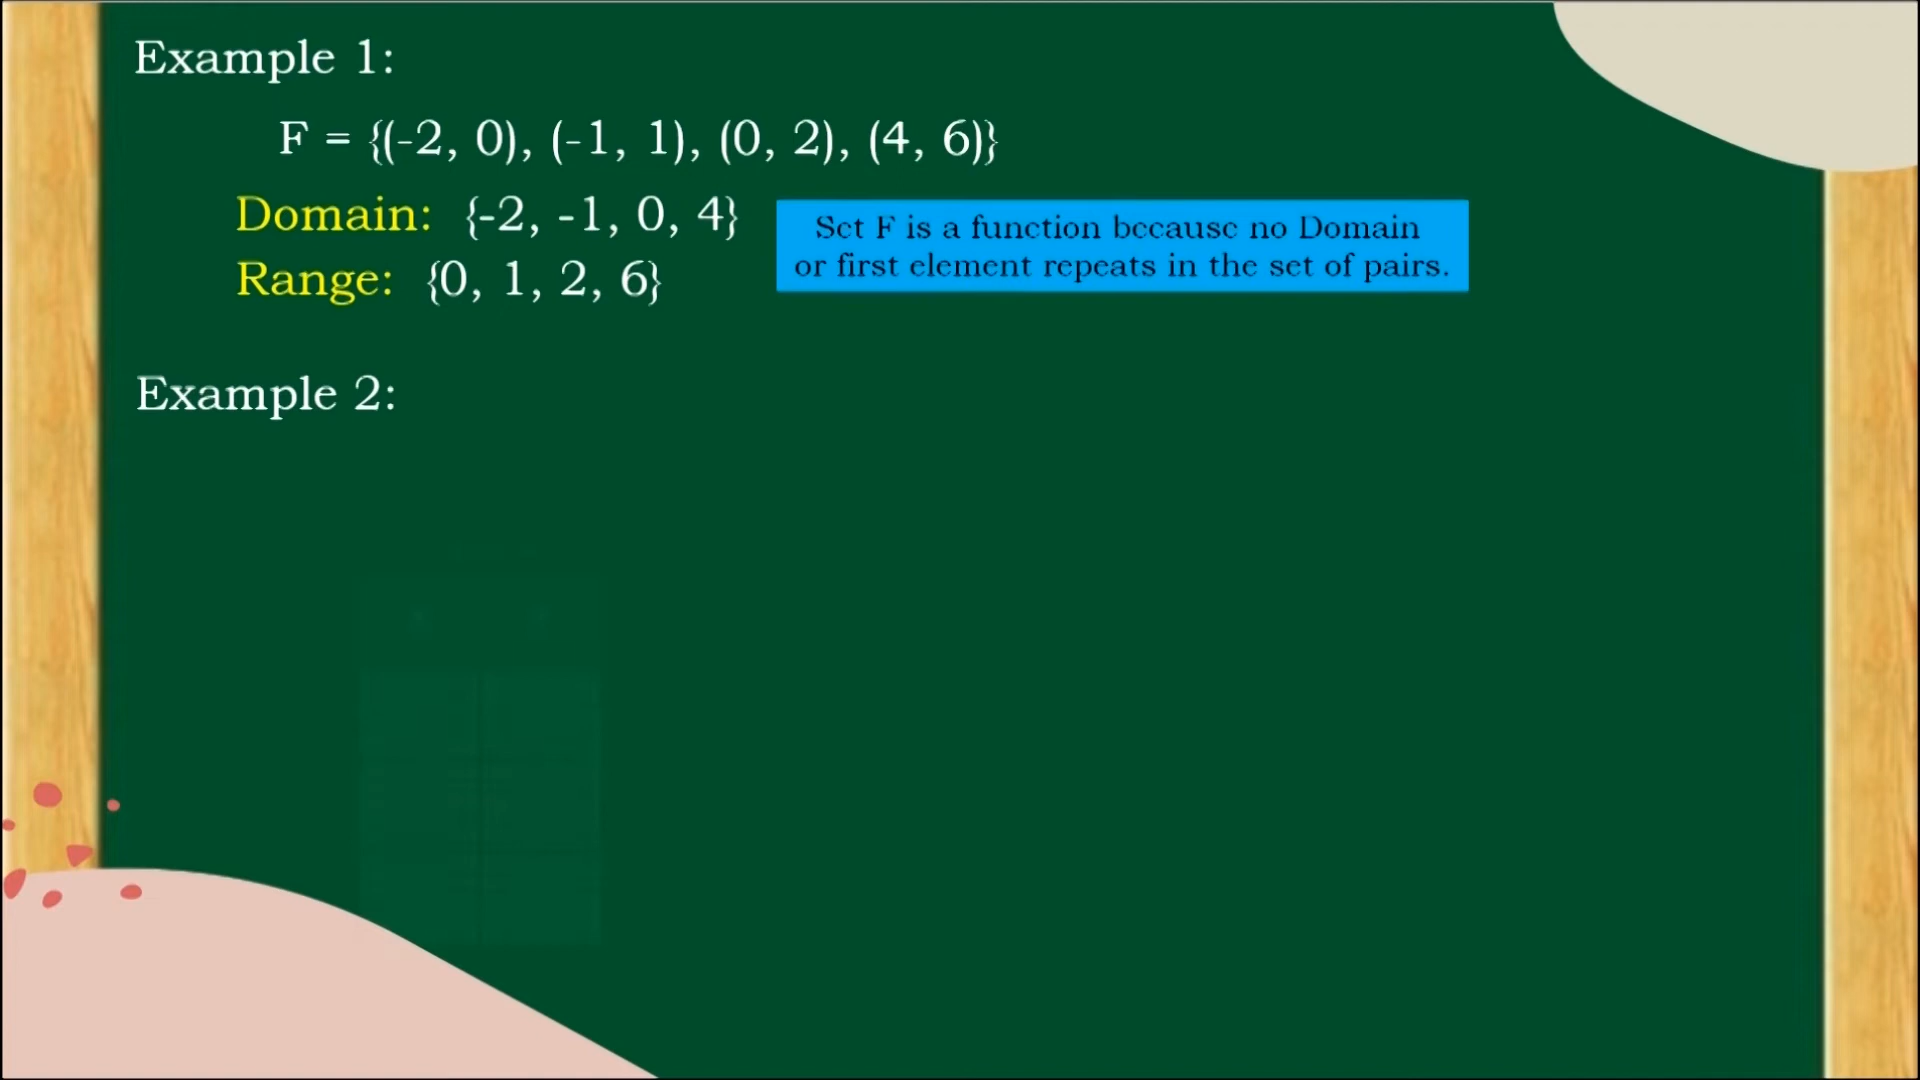 Example 1:
F = {(-2, 0), (-1, 1), (0, 2), (4, 6)}
Domain: {-2, -1, 0, 4}
Range: {0, 1, 2, 6}
Set F is a function because no Domain
or first element repeats in the set of pairs.
Example 2: